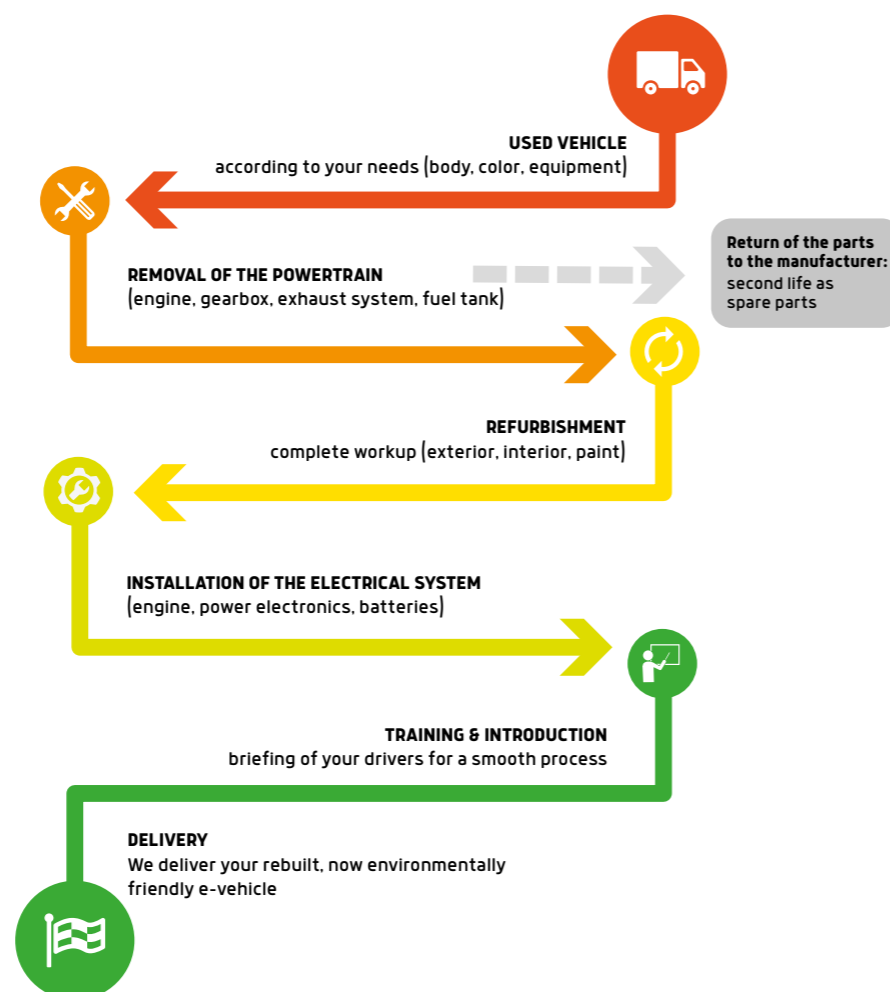 USED VEHICLE
according to your needs (body, color, equipment)
REMOVAL OF THE POWERTRAIN
(engine, gearbox, exhaust system, fuel tank)
Return of the parts
to the manufacturer:
second life as
spare parts
REFURBISHMENT
complete workup (exterior, interior, paint)
INSTALLATION OF THE ELECTRICAL SYSTEM
(engine, power electronics, batteries)
TRAINING & INTRODUCTION
briefing of your drivers for a smooth process
DELIVERY
We deliver your rebuilt, now environmentally
friendly e-vehicle